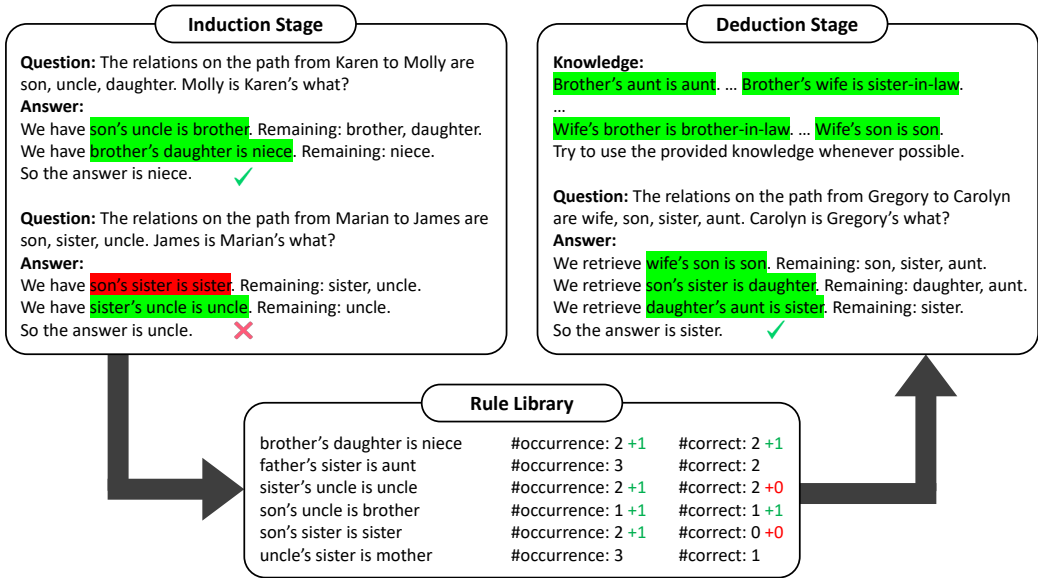 Induction Stage
Question: The relations on the path from Karen to Molly are
son, uncle, daughter. Molly is Karen's what?
Answer:
We have son's uncle is brother. Remaining: brother, daughter.
We have brother's daughter is niece. Remaining: niece.
So the answer is niece.
Question: The relations on the path from Marian to James are
son, sister, uncle. James is Marian's what?
Answer:
We have son's sister is sister. Remaining: sister, uncle.
We have sister's uncle is uncle. Remaining: uncle.
So the answer is uncle.
Deduction Stage
Knowledge:
Brother's aunt is aunt. ... Brother's wife is sister-in-law.
...
Wife's brother is brother-in-law. ... Wife's son is son.
Try to use the provided knowledge whenever possible.
Question: The relations on the path from Gregory to Carolyn
are wife, son, sister, aunt. Carolyn is Gregory's what?
Answer:
We retrieve wife's son is son. Remaining: son, sister, aunt.
We retrieve son's sister is daughter. Remaining: daughter, aunt.
We retrieve daughter's aunt is sister. Remaining: sister.
So the answer is sister.
Rule Library
brother's daughter is niece #occurrence: 2 +1 #correct: 2 +1
father's sister is aunt #occurrence: 3 #correct: 2
sister's uncle is uncle #occurrence: 2 +1 #correct: 2 +0
son's uncle is brother #occurrence: 1 +1 #correct: 1 +1
son's sister is sister #occurrence: 2 +1 #correct: 0 +0
uncle's sister is mother #occurrence: 3 #correct: 1